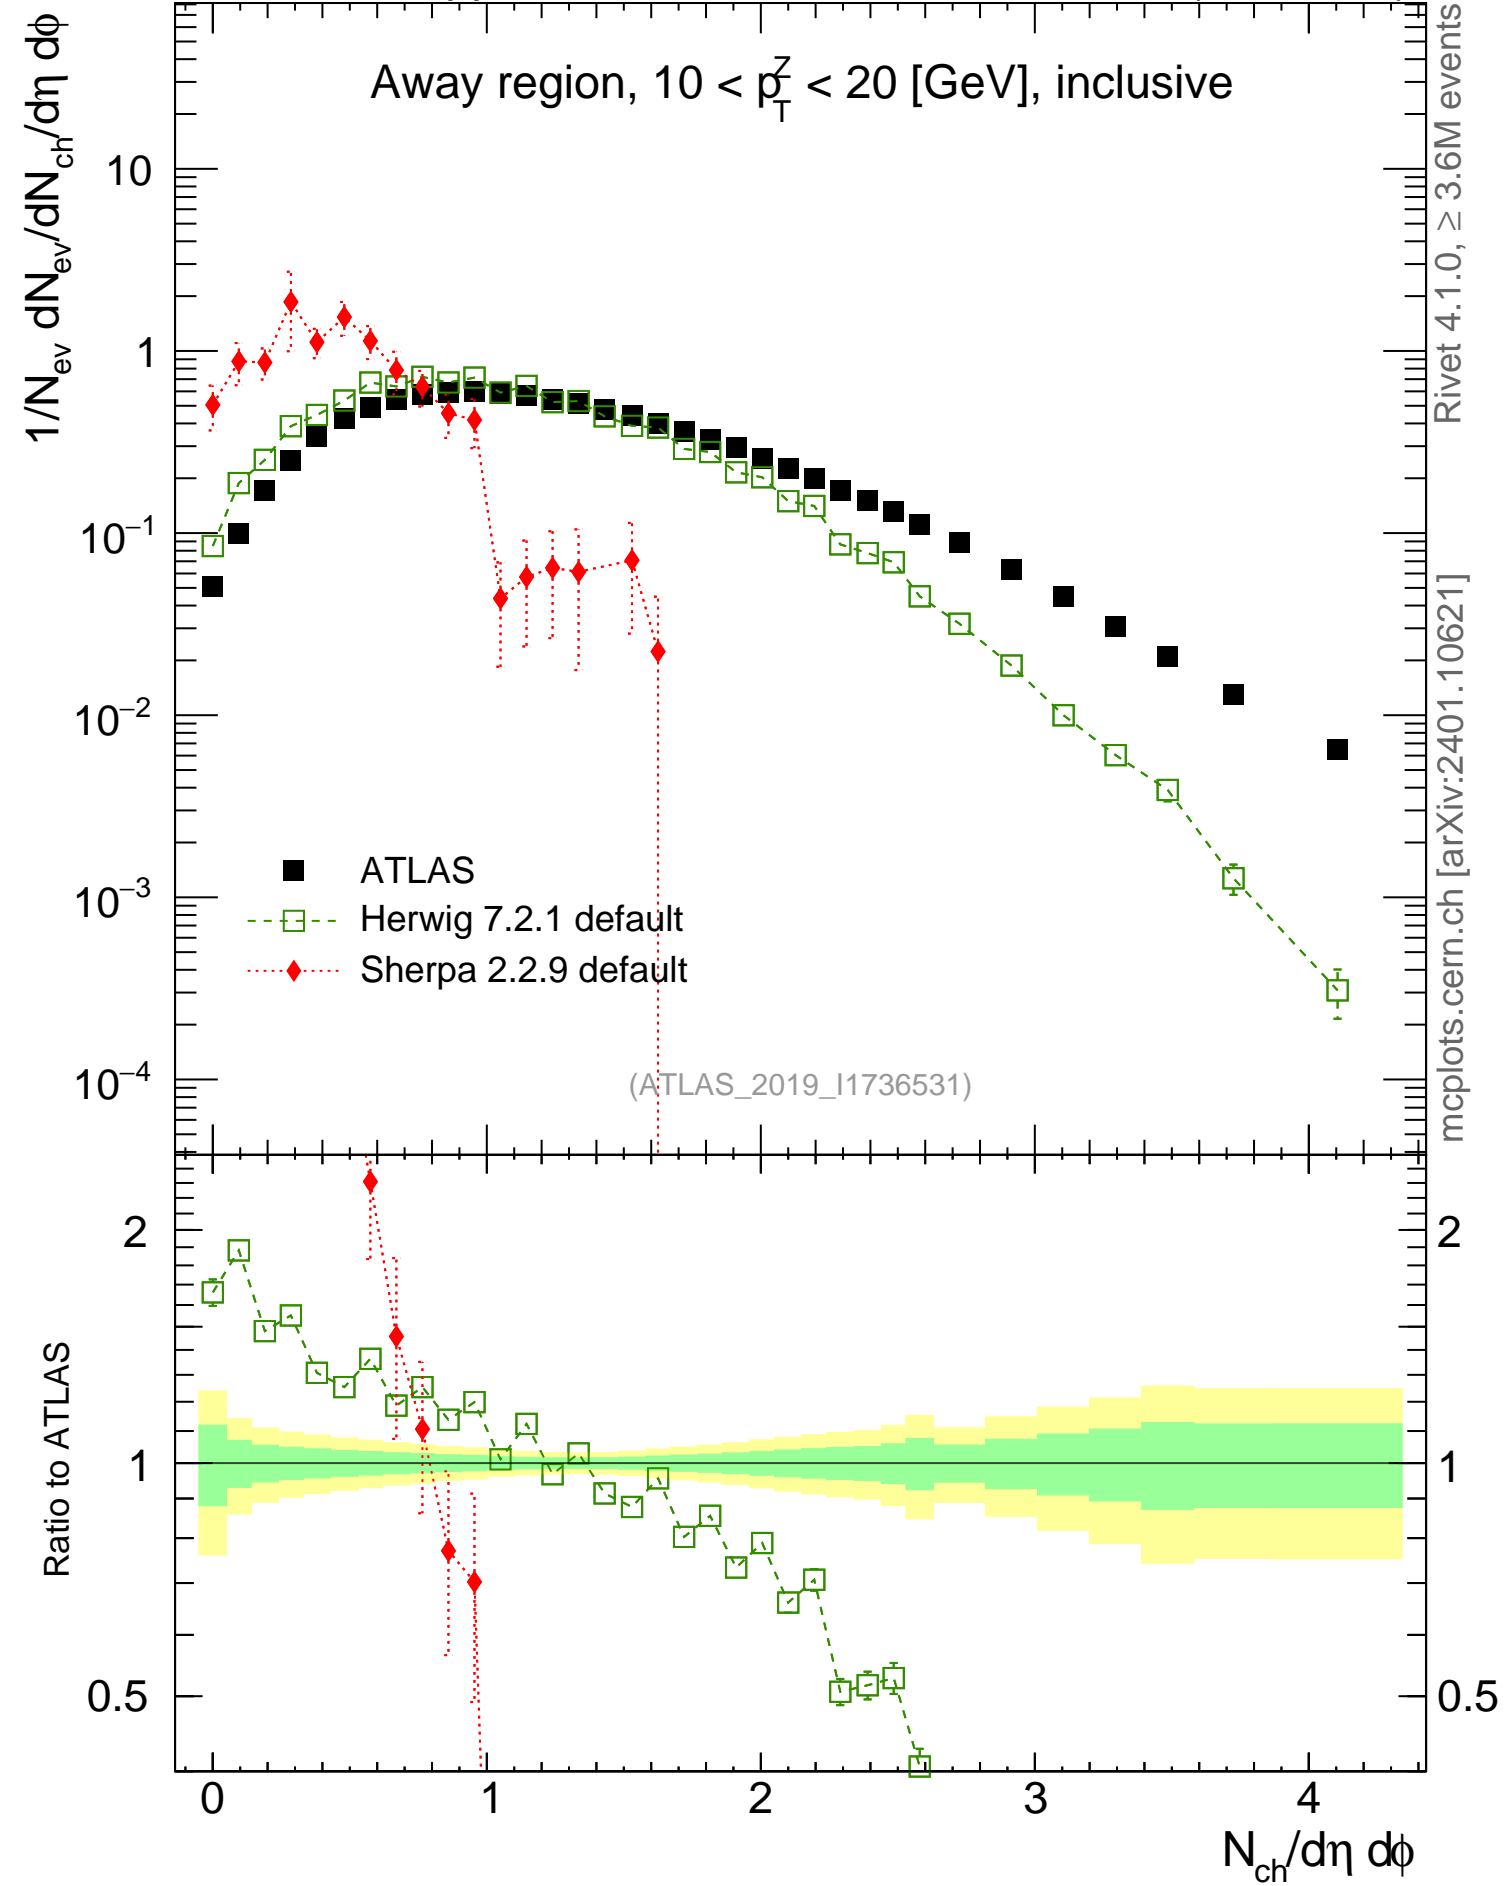 Away region, 10 < p_T^Z < 20 [GeV], inclusive
1/N_ev dN_ev/dN_ch/dη dϕ
10
1
10⁻¹
10⁻²
10⁻³
10⁻⁴
ATLAS
Herwig 7.2.1 default
Sherpa 2.2.9 default
(ATLAS_2019_I1736531)
Rivet 4.1.0, ≥ 3.6M events
mcplots.cern.ch [arXiv:2401.10621]
Ratio to ATLAS
2
1
0.5
2
1
0.5
0 1 2 3 4
N_ch/dη dϕ